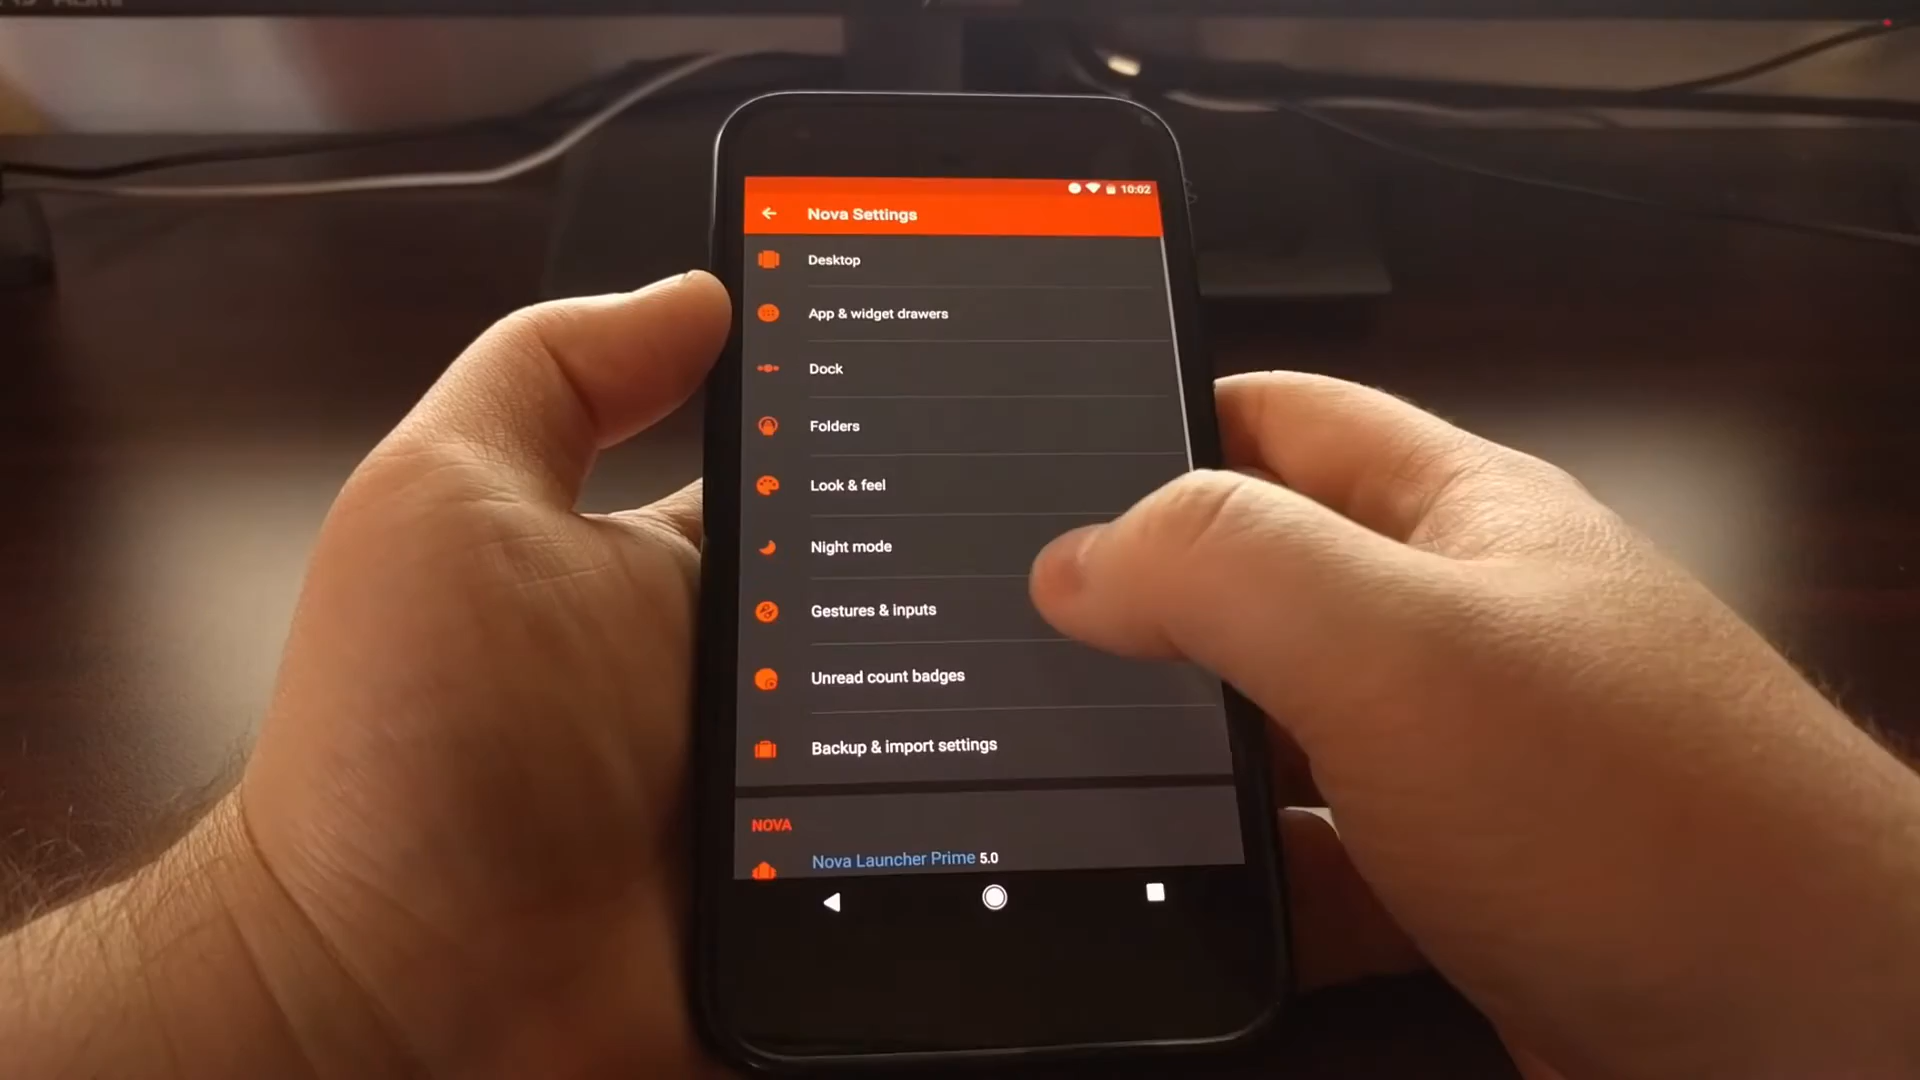 10:02
Nova Settings
Desktop
App & widget drawers
Dock
Folders
Look & feel
Night mode
Gestures & inputs
Unread count badges
Backup & import settings
NOVA
Nova Launcher Prime 5.0